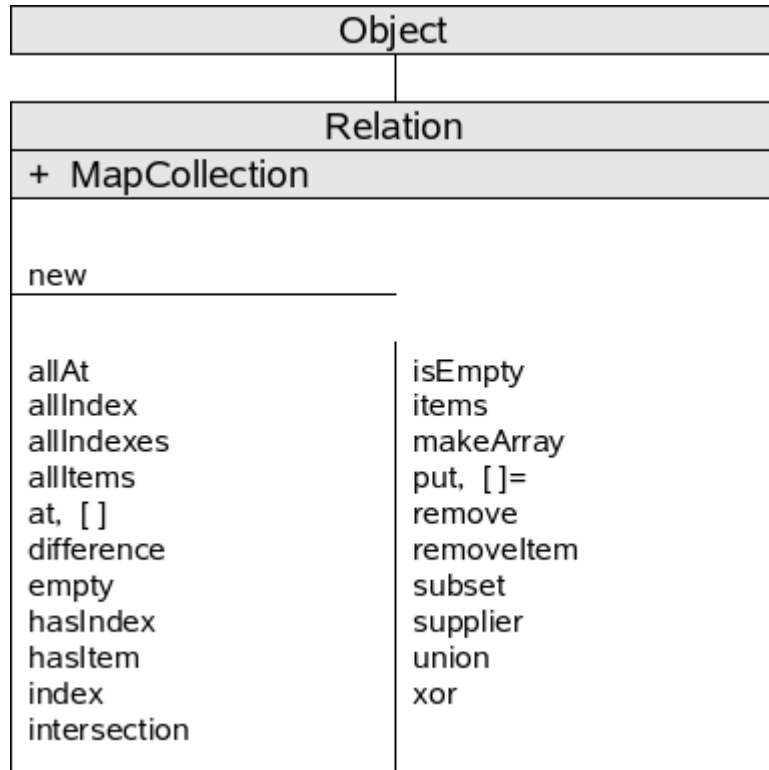 Object
Relation
+ MapCollection
new
allAt
allIndex
allIndexes
allItems
at, []
difference
empty
hasIndex
hasItem
index
intersection
isEmpty
items
makeArray
put, []=
remove
removeItem
subset
supplier
union
xor